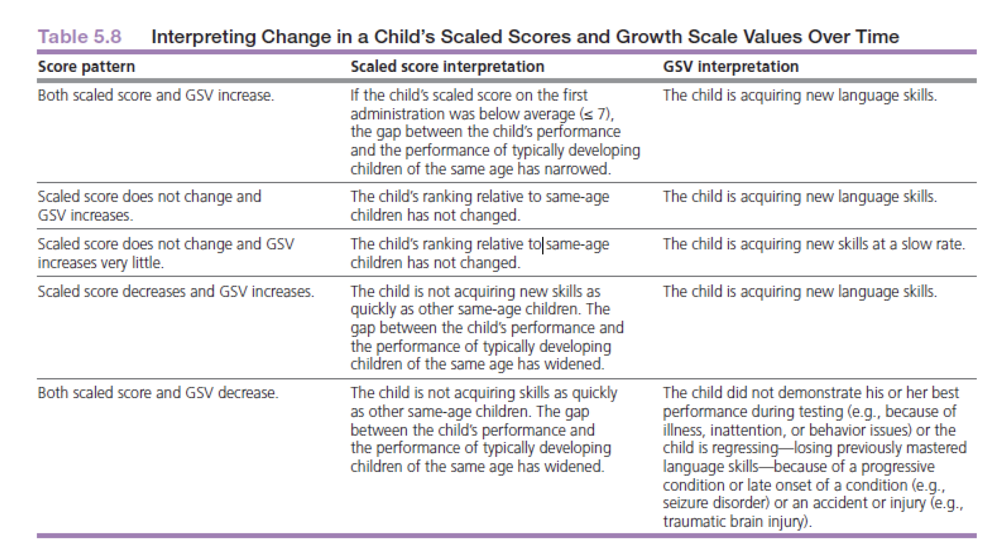 Table 5.8 Interpreting Change in a Child's Scaled Scores and Growth Scale Values Over Time
Score pattern
Scaled score interpretation
GSV interpretation
Both scaled score and GSV increase.
If the child's scaled score on the first
administration was below average (≤ 7),
the gap between the child's performance
and the performance of typically developing
children of the same age has narrowed.
The child is acquiring new language skills.
Scaled score does not change and
GSV increases.
The child's ranking relative to same-age
children has not changed.
The child is acquiring new language skills.
Scaled score does not change and GSV
increases very little.
The child's ranking relative to same-age
children has not changed.
The child is acquiring new skills at a slow rate.
Scaled score decreases and GSV increases.
The child is not acquiring new skills as
quickly as other same-age children. The
gap between the child's performance and
the performance of typically developing
children of the same age has widened.
The child is acquiring new language skills.
Both scaled score and GSV decrease.
The child is not acquiring skills as quickly
as other same-age children. The gap
between the child's performance and
the performance of typically developing
children of the same age has widened.
The child did not demonstrate his or her best
performance during testing (e.g., because of
illness, inattention, or behavior issues) or the
child is regressing—losing previously mastered
language skills—because of a progressive
condition or late onset of a condition (e.g.,
seizure disorder) or an accident or injury (e.g.,
traumatic brain injury).